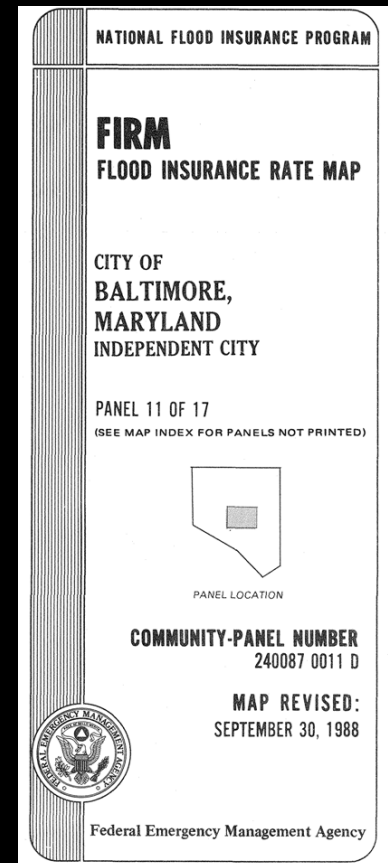 NATIONAL FLOOD INSURANCE PROGRAM
FIRM
FLOOD INSURANCE RATE MAP
CITY OF
BALTIMORE,
MARYLAND
INDEPENDENT CITY
PANEL 11 OF 17
(SEE MAP INDEX FOR PANELS NOT PRINTED)
PANEL LOCATION
COMMUNITY-PANEL NUMBER
240087 0011 D
MAP REVISED:
SEPTEMBER 30, 1988
FEDERAL EMERGENCY MANAGEMENT AGENCY
Federal Emergency Management Agency